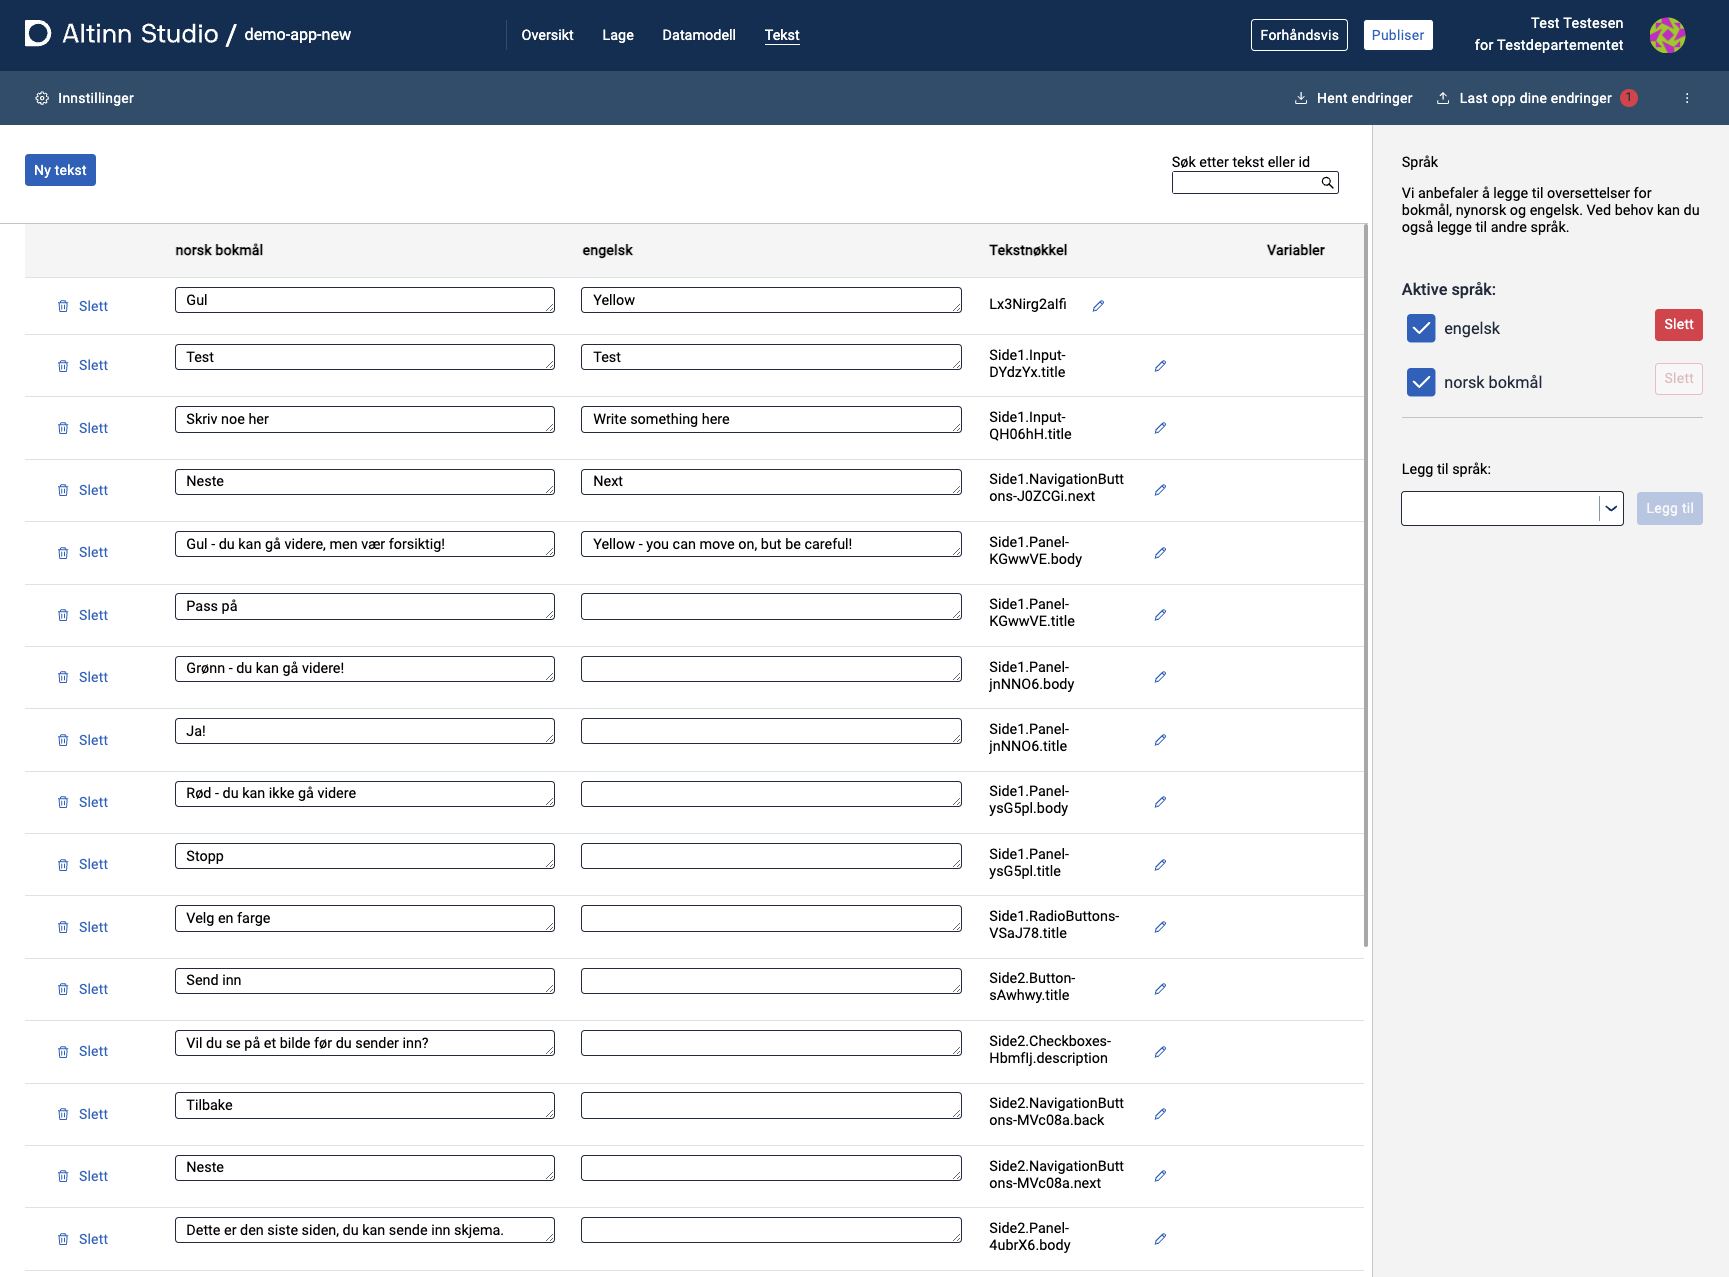 Altinn Studio / demo-app-new
Oversikt
Lage
Datamodell
Tekst
Forhåndsvis
Publiser
Test Testesen
for Testdepartementet
Innstillinger
Hent endringer
Last opp dine endringer 1
Ny tekst
Søk etter tekst eller id
norsk bokmål engelsk Tekstnøkkel Variabler
Slett Gul Yellow Lx3Nirg2alfi
Slett Test Test Side1.Input-
DYdzYx.title
Slett Skriv noe her Write something here Side1.Input-
QH06hH.title
Slett Neste Next Side1.NavigationButt
ons-J0ZCGi.next
Slett Gul - du kan gå videre, men vær forsiktig! Yellow - you can move on, but be careful! Side1.Panel-
KGwwVE.body
Slett Pass på Side1.Panel-
KGwwVE.title
Slett Grønn - du kan gå videre! Side1.Panel-
jnNNO6.body
Slett Ja! Side1.Panel-
jnNNO6.title
Slett Rød - du kan ikke gå videre Side1.Panel-
ysG5pl.body
Slett Stopp Side1.Panel-
ysG5pl.title
Slett Velg en farge Side1.RadioButtons-
VSaJ78.title
Slett Send inn Side2.Button-
sAwhwy.title
Slett Vil du se på et bilde før du sender inn? Side2.Checkboxes-
HbmfIj.description
Slett Tilbake Side2.NavigationButt
ons-MVc08a.back
Slett Neste Side2.NavigationButt
ons-MVc08a.next
Slett Dette er den siste siden, du kan sende inn skjema. Side2.Panel-
4ubrX6.body
Språk
Vi anbefaler å legge til oversettelser for
bokmål, nynorsk og engelsk. Ved behov kan du
også legge til andre språk.
Aktive språk:
engelsk Slett
norsk bokmål Slett
Legg til språk:
Legg til